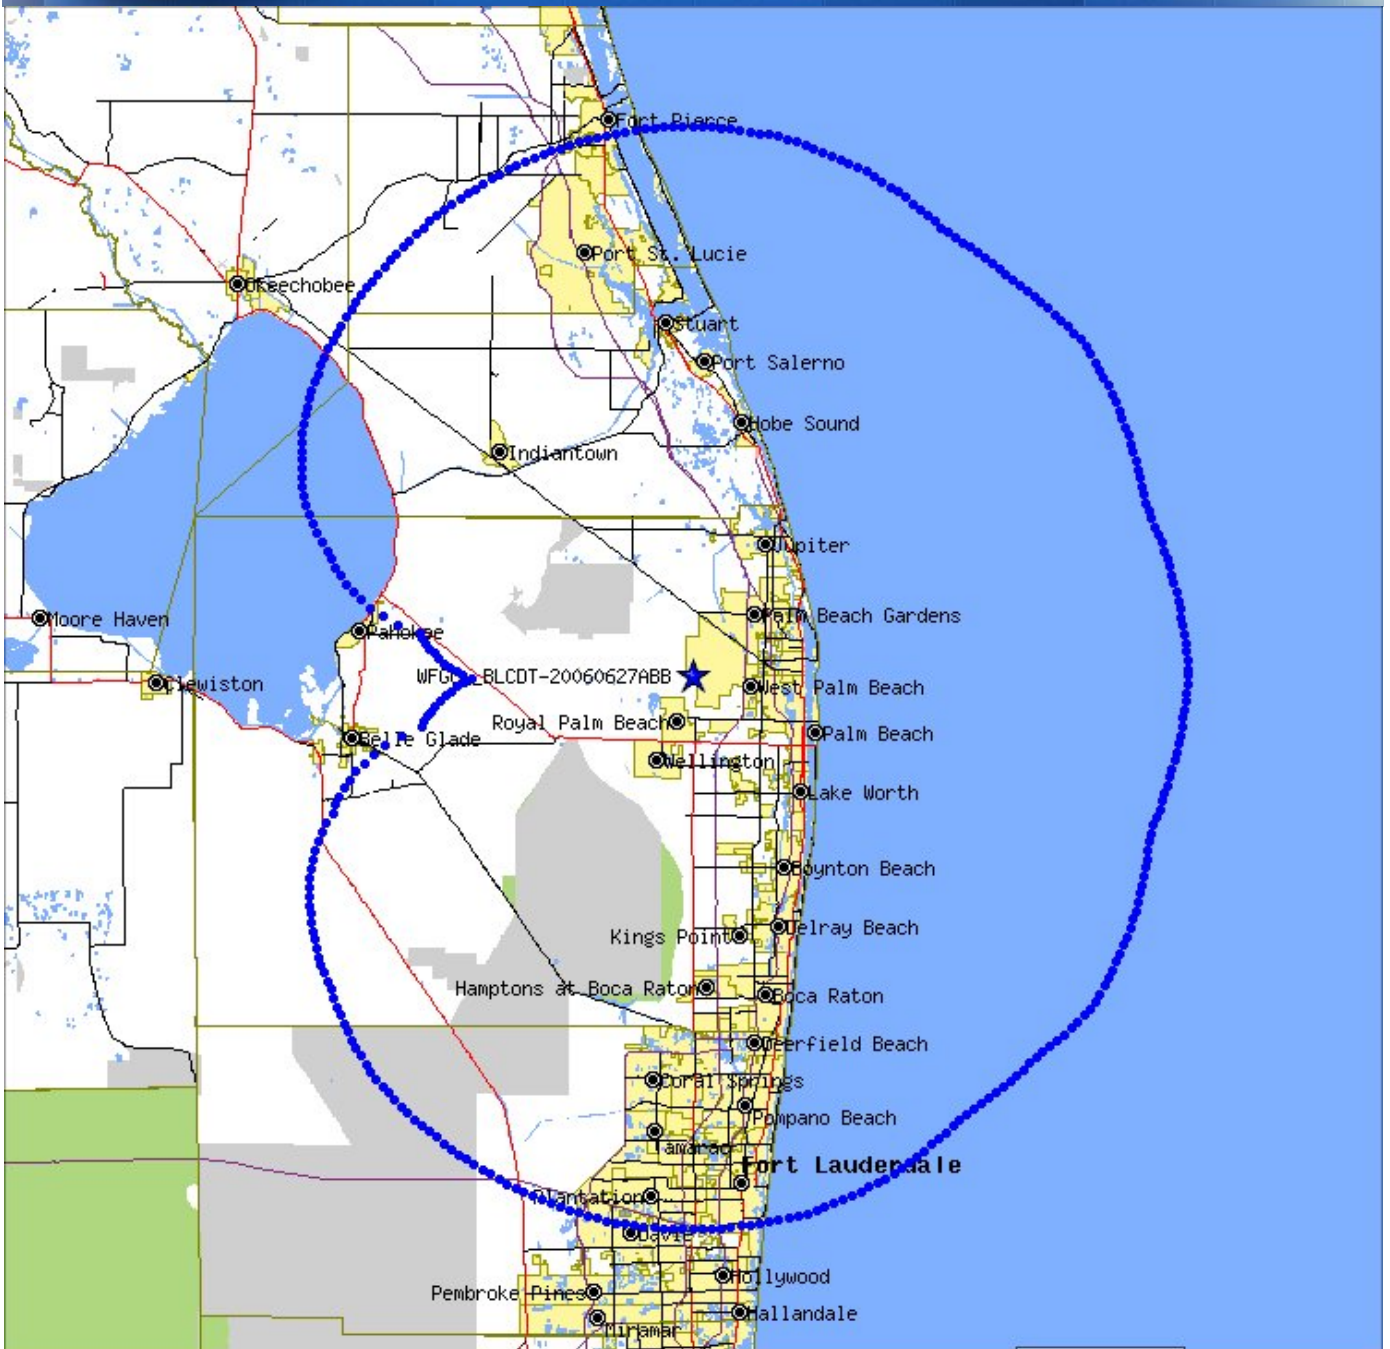 Fort Pierce
Port St. Lucie
Okeechobee
Stuart
Port Salerno
Hobe Sound
Indiantown
Jupiter
Palm Beach Gardens
Moore Haven
Pahokee
BLCDT-20060627ABB
Clewiston
West Palm Beach
Royal Palm Beach
Palm Beach
Belle Glade
Wellington
Lake Worth
Boynton Beach
Delray Beach
Kings Point
Hamptons at Boca Raton
Boca Raton
Deerfield Beach
Coral Springs
Pompano Beach
Tamarac
Fort Lauderdale
Plantation
Davie
Hollywood
Pembroke Pines
Hallandale
Miramar